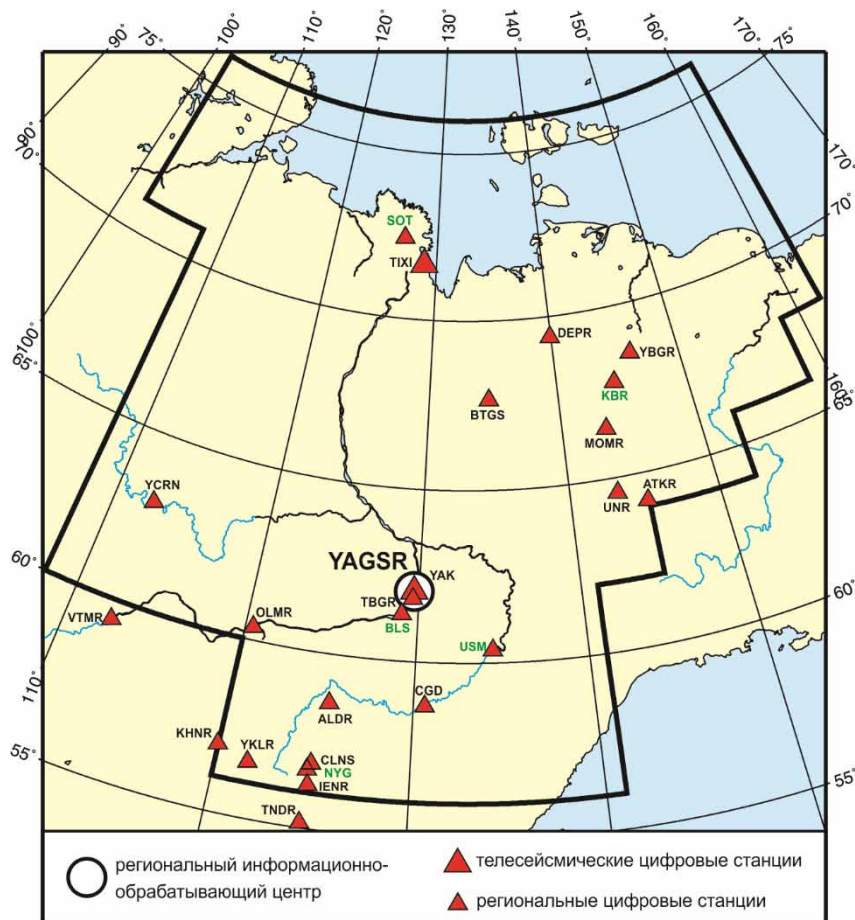 90°
75°
100°
110°
120°
130°
140°
150°
160°
170°
75°
80°
70°
170°
70°
SOT
TIXI
DEPR
YBGR
KBR
BTGS
MOMR
100°
65°
160°
65°
YCRN
UNR
ATKR
YAGSR
YAK
TBGR
BLS
60°
60°
VTMR
OLMR
USM
CGD
ALDR
110°
KHNR
YKLR
CLNS
NYG
IENR
TNDR
55°
55°
региональный информационно-
обрабатывающий центр
телесейсмические цифровые станции
региональные цифровые станции